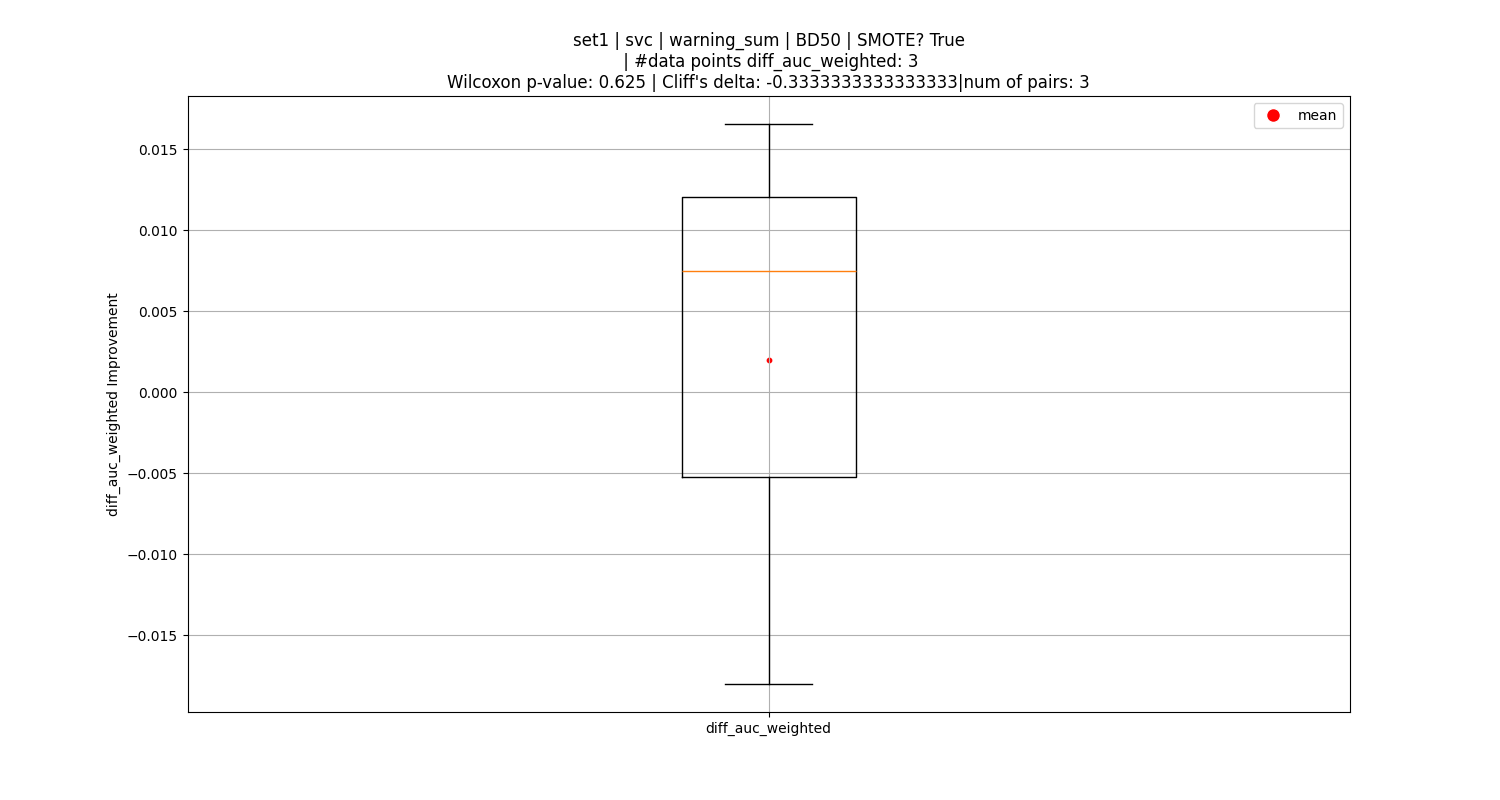 set1 | svc | warning_sum | BD50 | SMOTE? True
| #data points diff_auc_weighted: 3
Wilcoxon p-value: 0.625 | Cliff's delta: -0.3333333333333333|num of pairs: 3
mean
0.015
0.010
0.005
0.000
−0.005
−0.010
−0.015
diff_auc_weighted Improvement
diff_auc_weighted